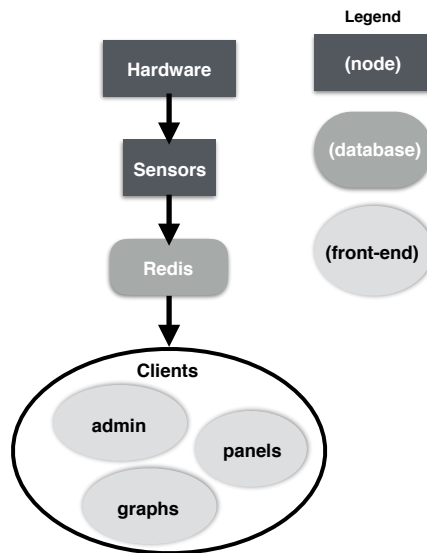 Legend
Hardware
(node)
Sensors
(database)
Redis
(front-end)
Clients
admin
panels
graphs